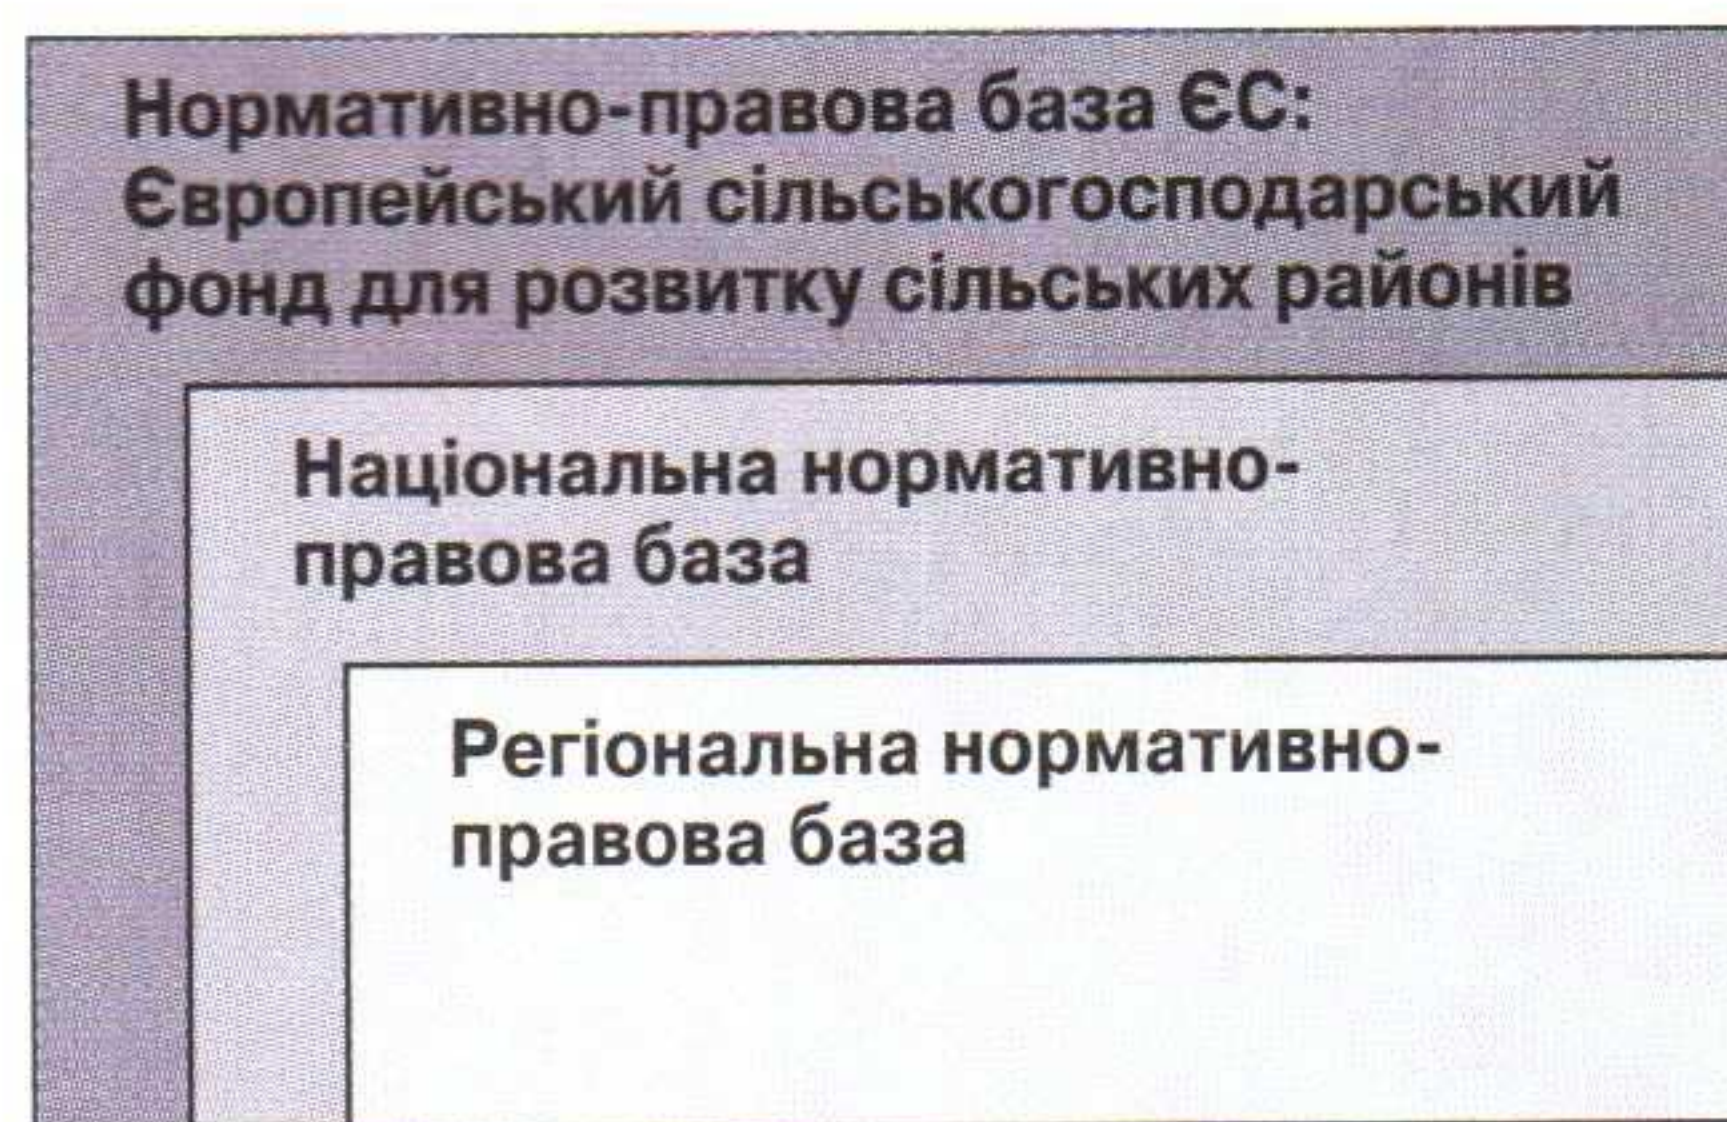 Нормативно-правова база ЄС:
Європейський сільськогосподарський
фонд для розвитку сільських районів
Національна нормативно-
правова база
Регіональна нормативно-
правова база